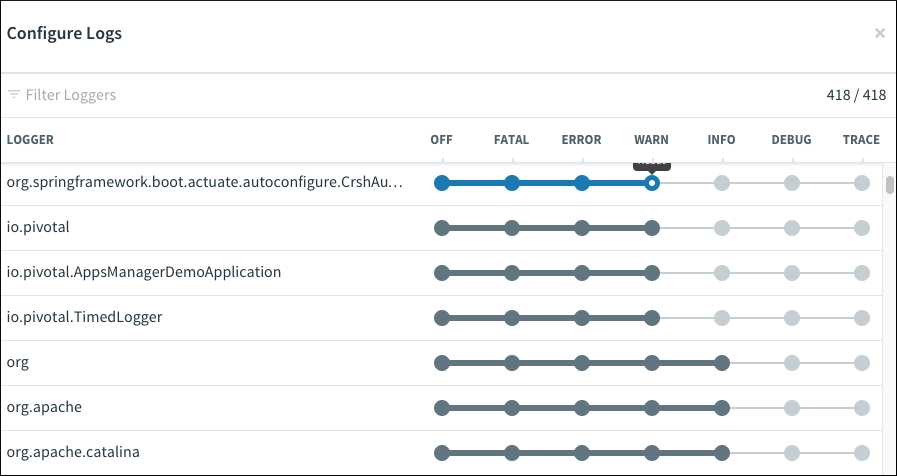 Configure Logs ×
Filter Loggers 418 / 418
LOGGER OFF FATAL ERROR WARN INFO DEBUG TRACE
org.springframework.boot.actuate.autoconfigure.CrshAu…
io.pivotal
io.pivotal.AppsManagerDemoApplication
io.pivotal.TimedLogger
org
org.apache
org.apache.catalina